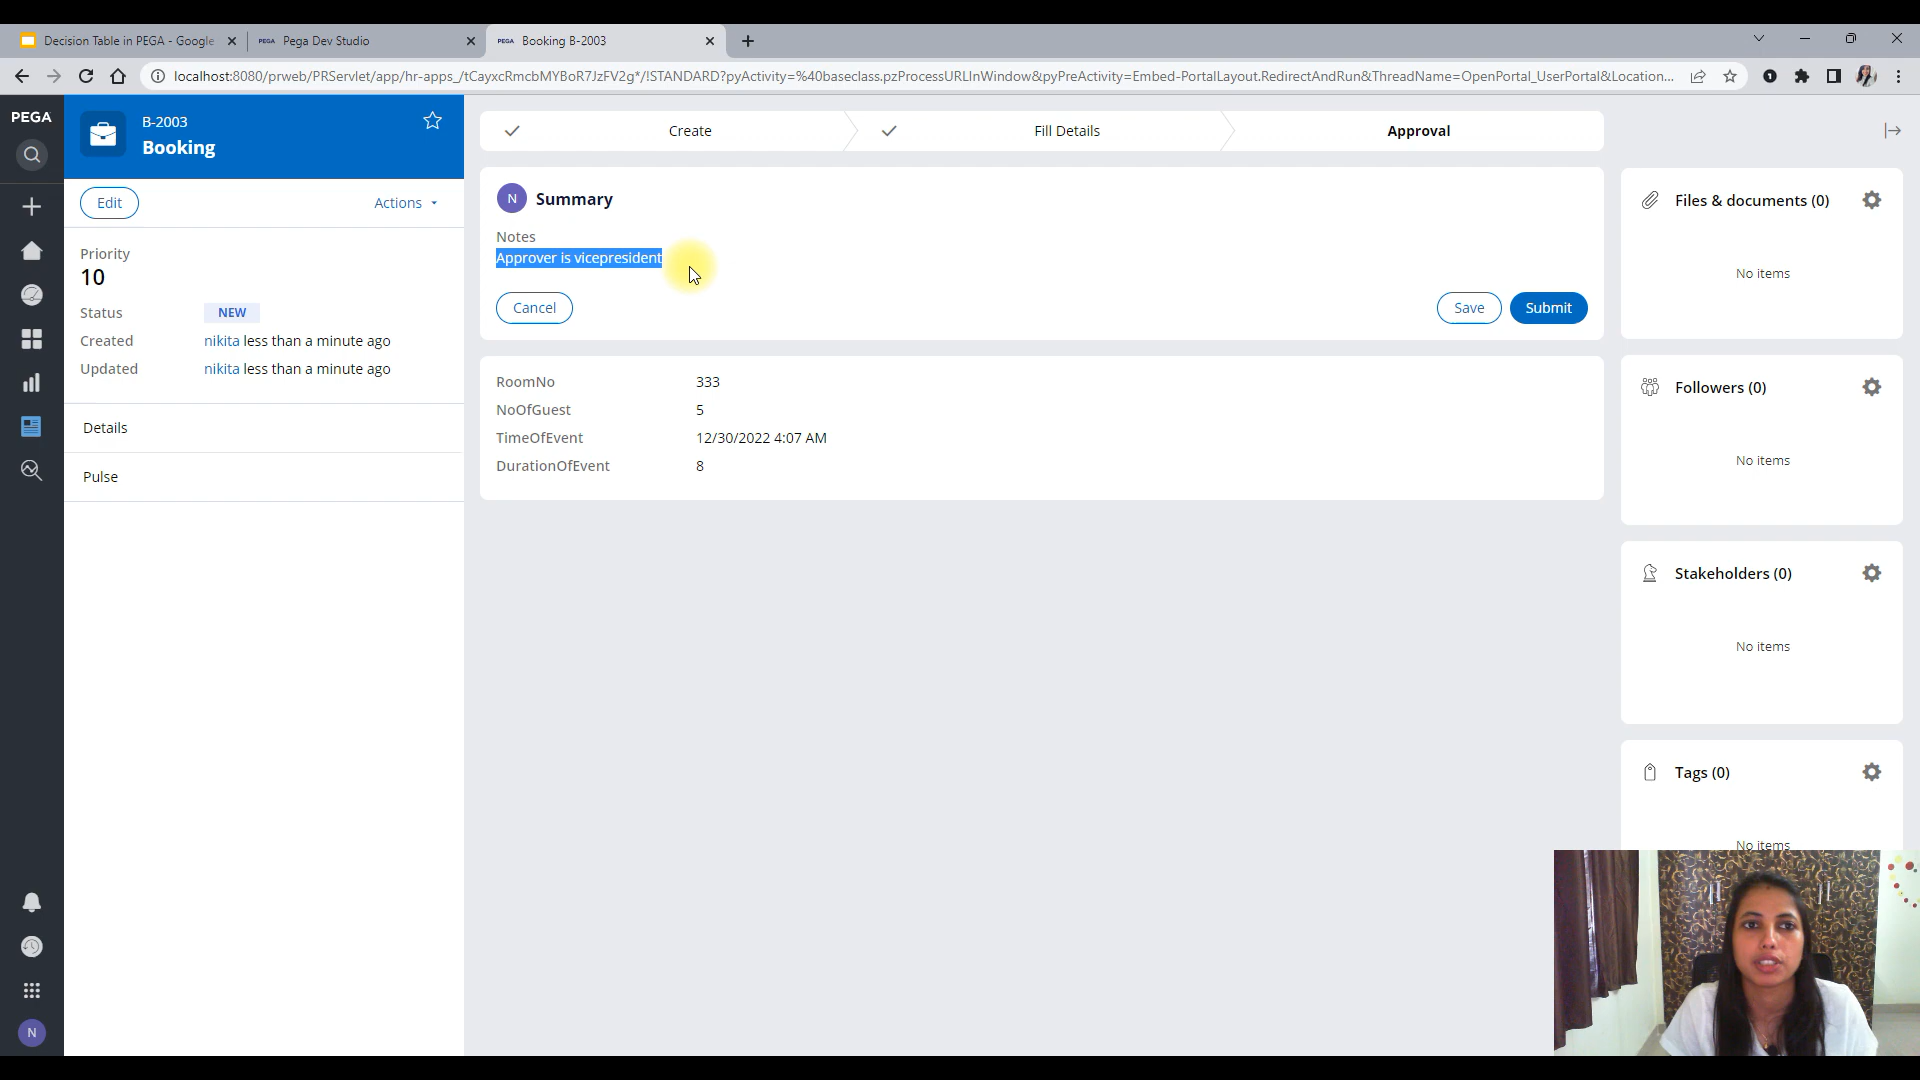 Decision Table in PEGA - Google
PEGA Pega Dev Studio
PEGA Booking B-2003
localhost:8080/prweb/PRServlet/app/hr-apps_/tCayxcRmcbMYBoR7JzFV2g*/!STANDARD?pyActivity=%40baseclass.pzProcessURLInWindow&pyPreActivity=Embed-PortalLayout.RedirectAndRun&ThreadName=OpenPortal_UserPortal&Location...
PEGA
B-2003
Booking
Edit
Actions
Priority
10
Status NEW
Created nikita less than a minute ago
Updated nikita less than a minute ago
Details
Pulse
N
Create
Fill Details
Approval
N Summary
Notes
Approver is vicepresident
Cancel
Save
Submit
RoomNo 333
NoOfGuest 5
TimeOfEvent 12/30/2022 4:07 AM
DurationOfEvent 8
Files & documents (0)
No items
Followers (0)
No items
Stakeholders (0)
No items
Tags (0)
No items